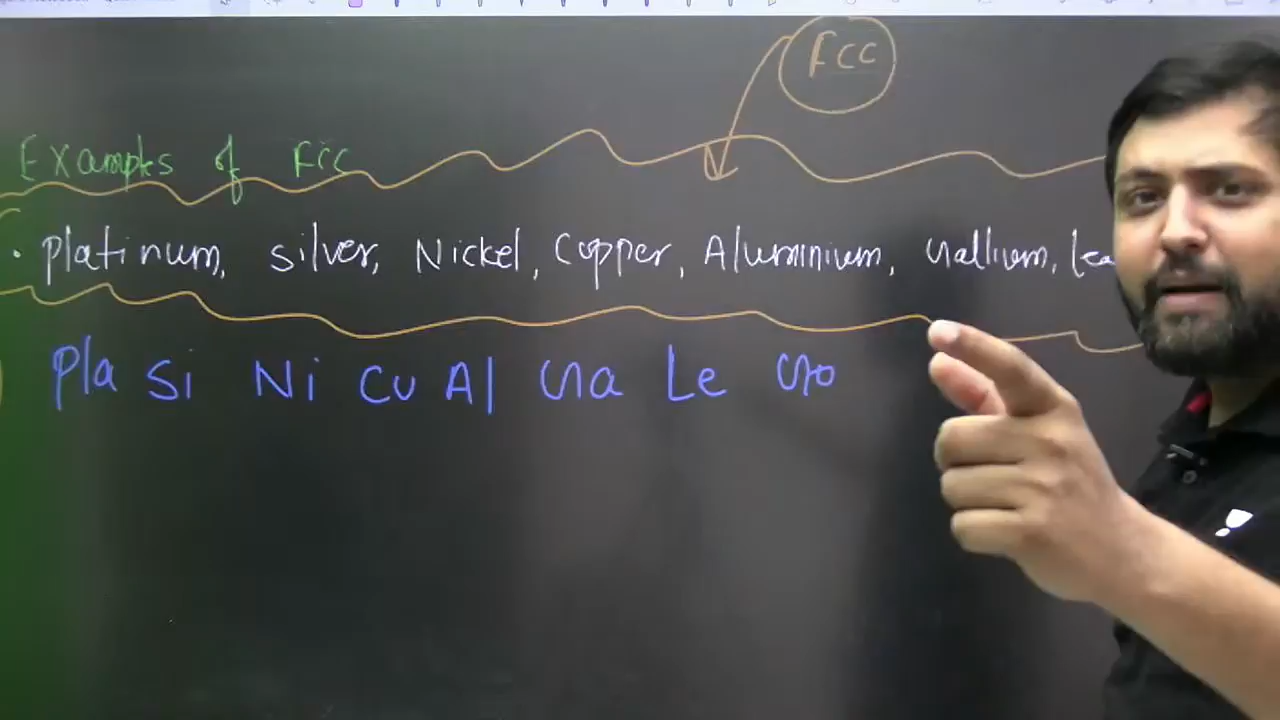 FCC
Examples of FCC
• Platinum, Silver, Nickel, Copper, Aluminium, Gallium, Lea
Pla Si Ni Cu Al Ga Le Go